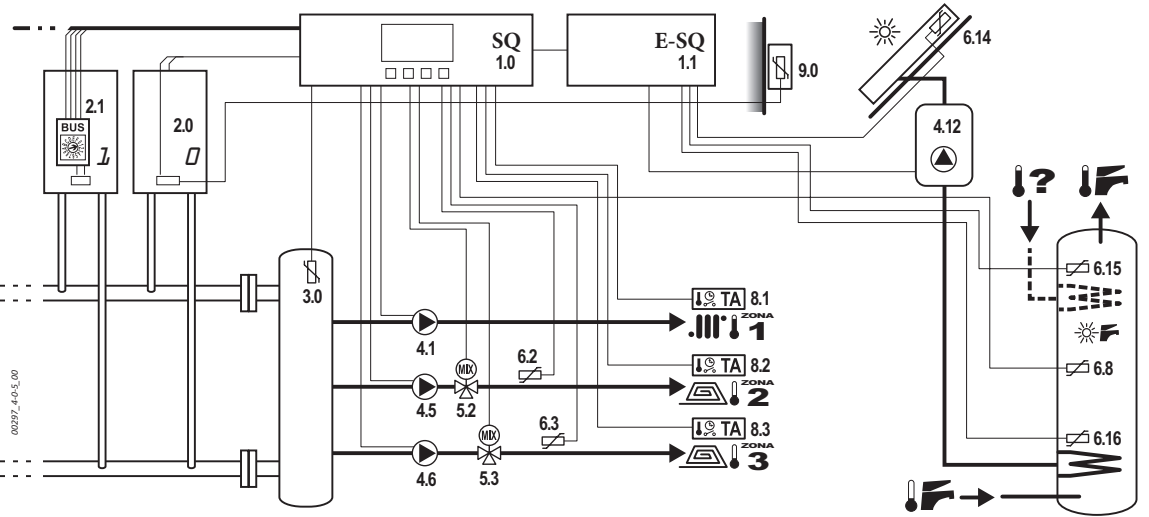 SQ
1.0
E-SQ
1.1
9.0
6.14
2.1
BUS
1
2.0
0
4.12
?
3.0
6.15
TA 8.1
ZONA
1
4.1
6.2
MIX
TA 8.2
ZONA
2
6.8
4.5
5.2
6.3
MIX
TA 8.3
ZONA
3
6.16
4.6
5.3
00297_4-0-5_00